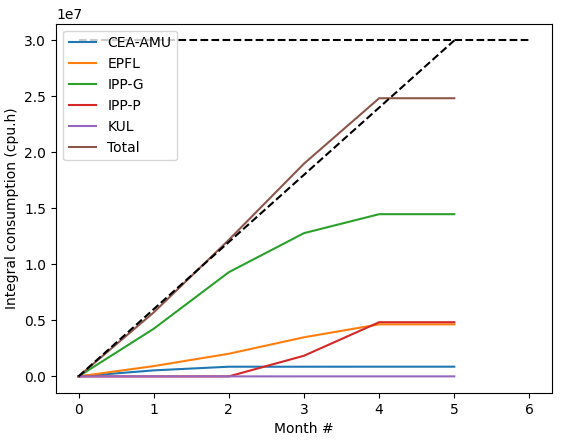 1e7
3.0
2.5
2.0
1.5
1.0
0.5
0.0
Integral consumption (cpu.h)
CEA-AMU
EPFL
IPP-G
IPP-P
KUL
Total
0 1 2 3 4 5 6
Month #